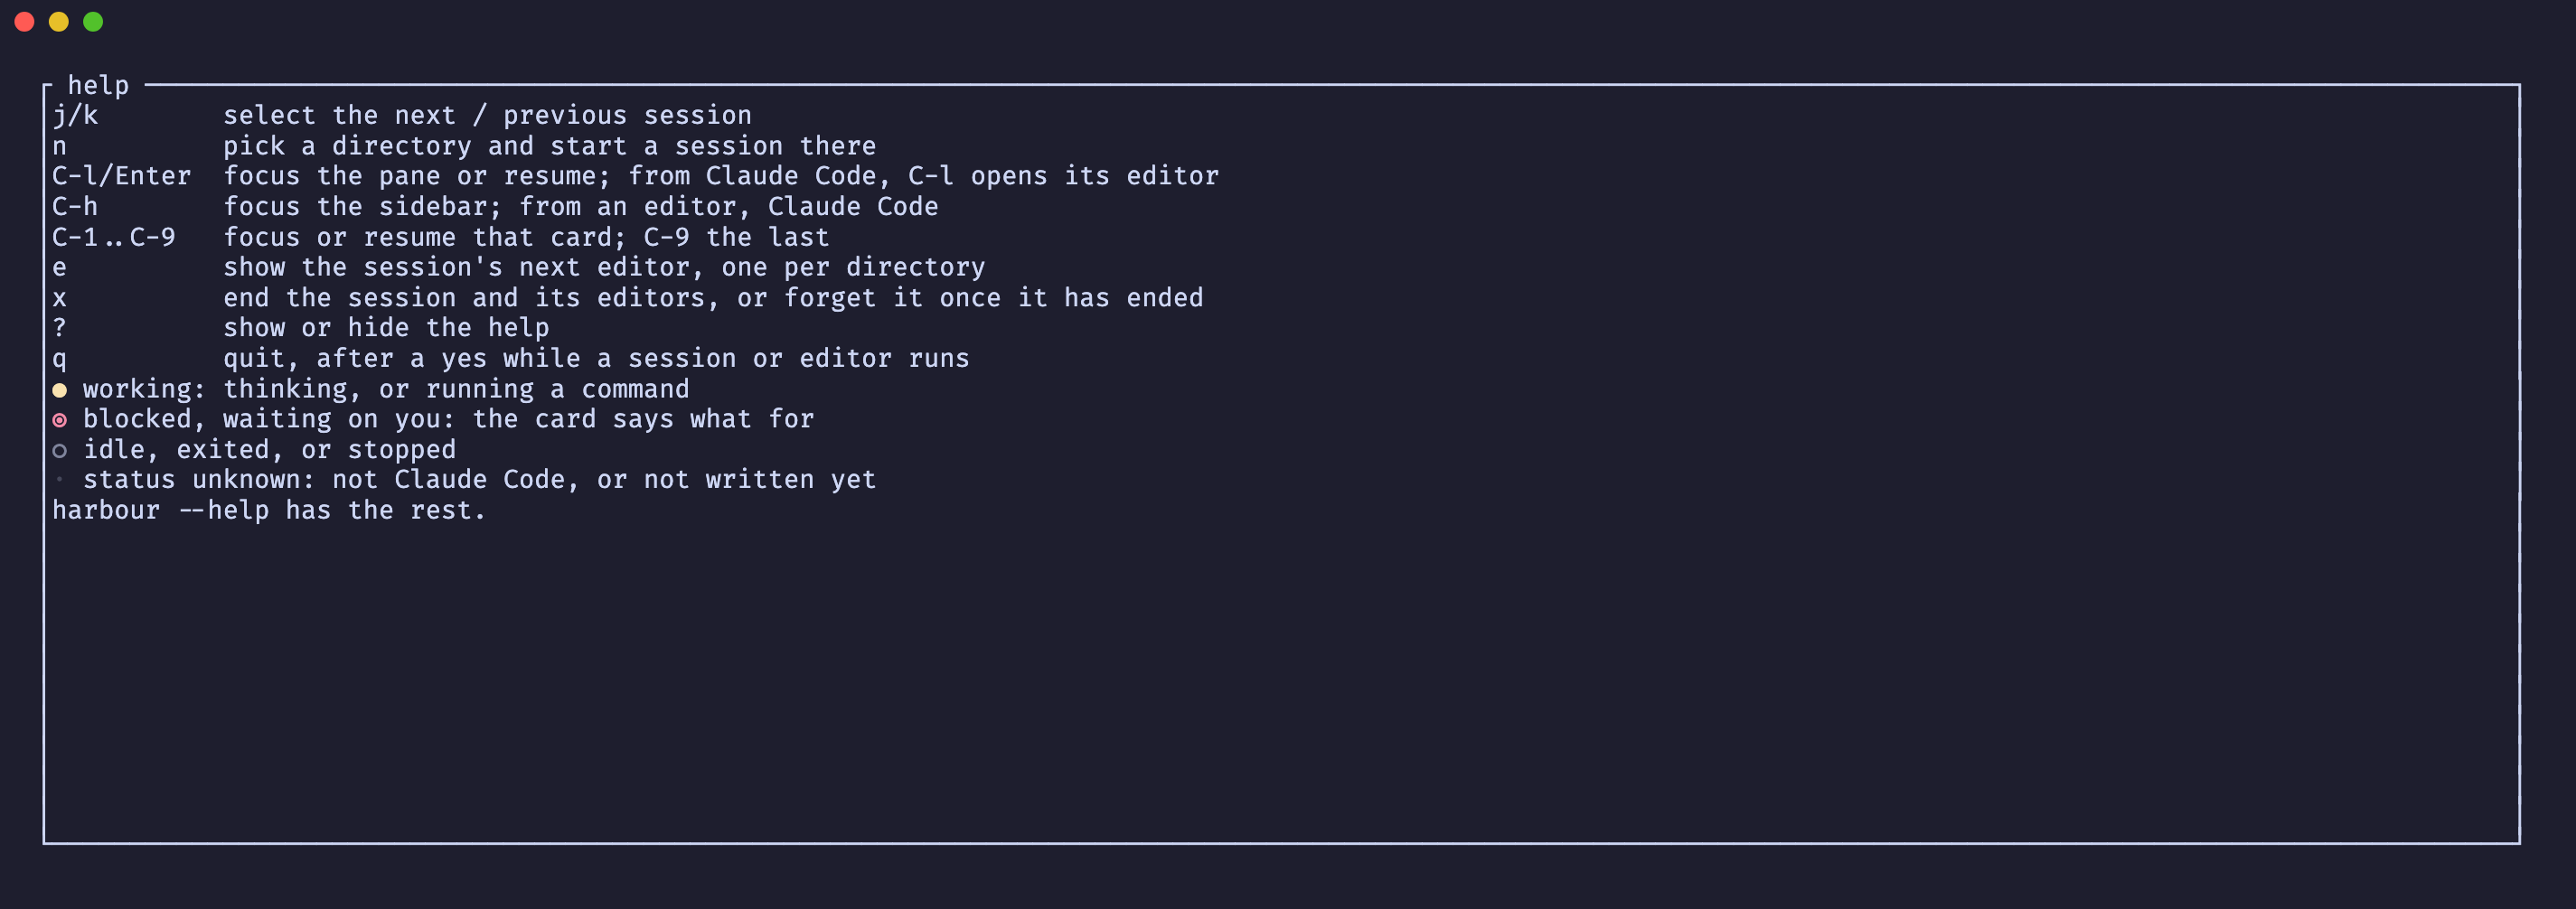 help
j/k select the next / previous session
n pick a directory and start a session there
C-l/Enter focus the pane or resume; from Claude Code, C-l opens its editor
C-h focus the sidebar; from an editor, Claude Code
C-1..C-9 focus or resume that card; C-9 the last
e show the session's next editor, one per directory
x end the session and its editors, or forget it once it has ended
? show or hide the help
q quit, after a yes while a session or editor runs
● working: thinking, or running a command
◉ blocked, waiting on you: the card says what for
○ idle, exited, or stopped
· status unknown: not Claude Code, or not written yet
harbour --help has the rest.